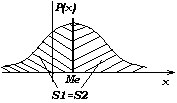 P(x)
Me
x
S1=S2